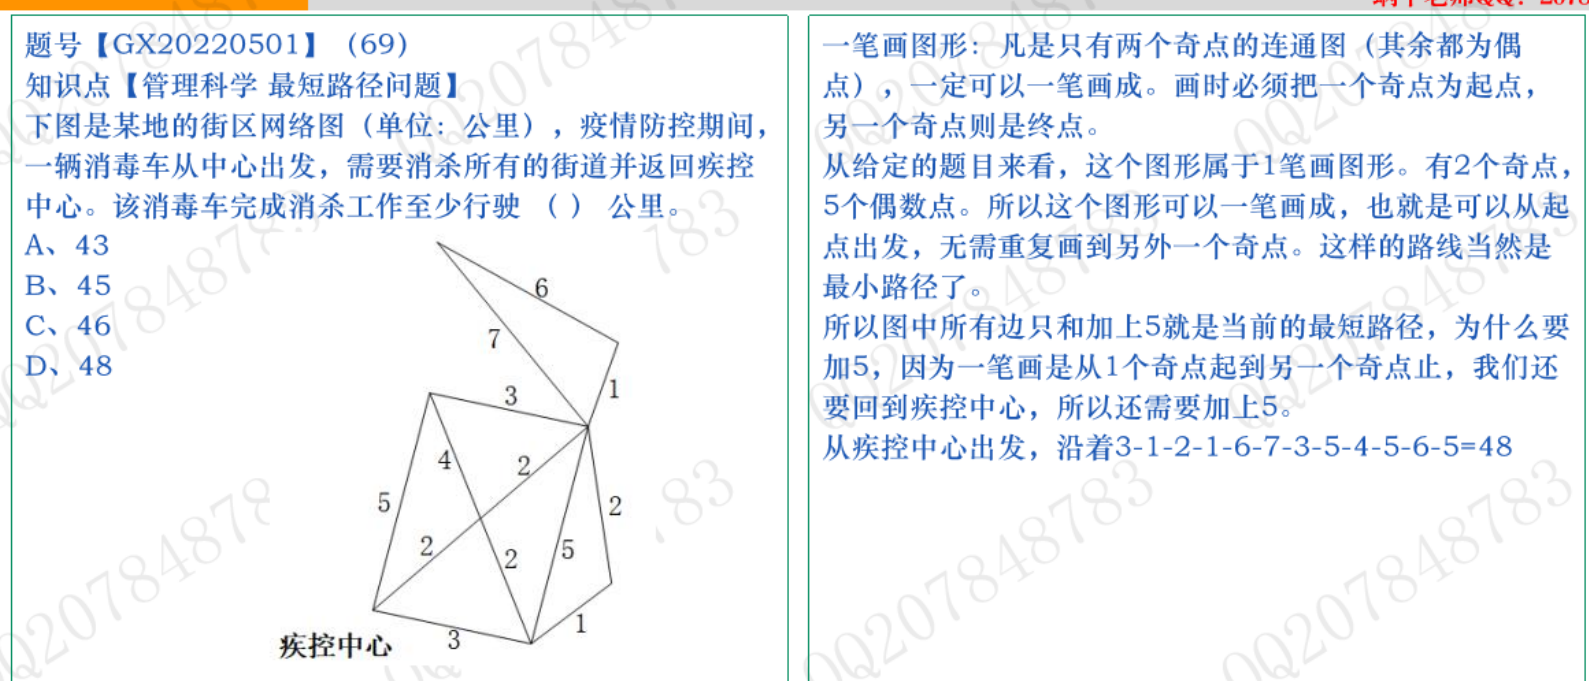 题号【GX20220501】（69）
知识点【管理科学 最短路径问题】
下图是某地的街区网络图（单位：公里），疫情防控期间，
一辆消毒车从中心出发，需要消杀所有的街道并返回疾控
中心。该消毒车完成消杀工作至少行驶 （ ） 公里。
A、43
B、45
C、46
D、48
6
7
1
3
4
2
5
2
2
2
5
3
1
疾控中心
一笔画图形：凡是只有两个奇点的连通图（其余都为偶
点），一定可以一笔画成。画时必须把一个奇点为起点，
另一个奇点则是终点。
从给定的题目来看，这个图形属于1笔画图形。有2个奇点，
5个偶数点。所以这个图形可以一笔画成，也就是可以从起
点出发，无需重复画到另外一个奇点。这样的路线当然是
最小路径了。
所以图中所有边只和加上5就是当前的最短路径，为什么要
加5，因为一笔画是从1个奇点起到另一个奇点止，我们还
要回到疾控中心，所以还需要加上5。
从疾控中心出发，沿着3-1-2-1-6-7-3-5-4-5-6-5=48
QQ207848783